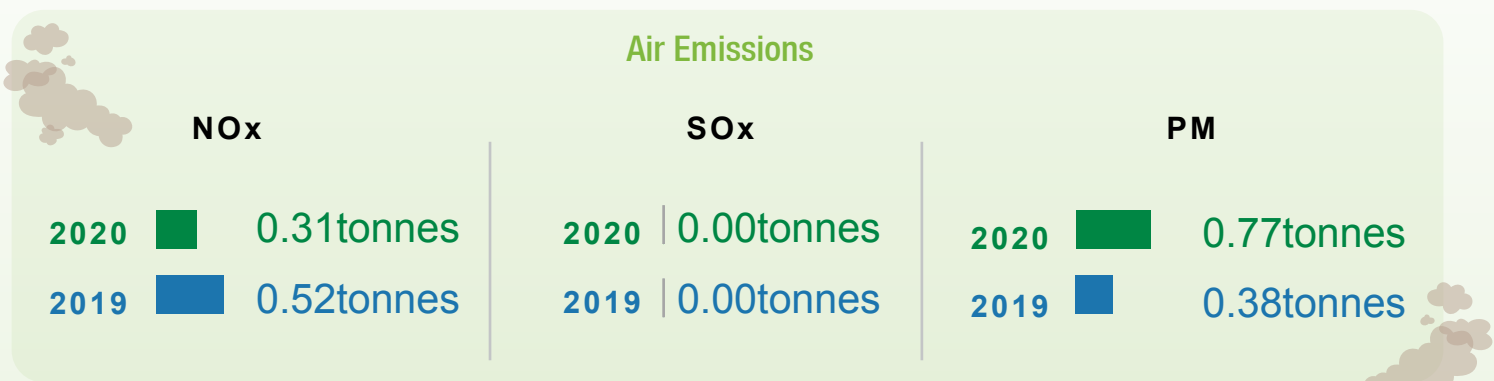 Air Emissions
NOx
2020 0.31tonnes
2019 0.52tonnes
SOx
2020 0.00tonnes
2019 0.00tonnes
PM
2020 0.77tonnes
2019 0.38tonnes